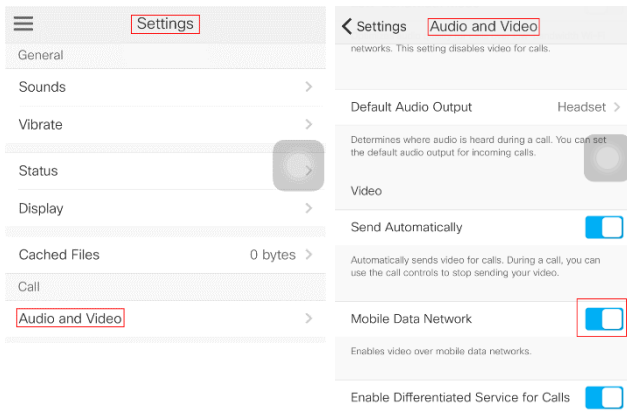 Settings
General
Sounds
Vibrate
Status
Display
Cached Files 0 bytes
Call
Audio and Video
Settings Audio and Video
networks. This setting disables video for calls.
Default Audio Output Headset
Determines where audio is heard during a call. You can set
the default audio output for incoming calls.
Video
Send Automatically
Automatically sends video for calls. During a call, you can
use the call controls to stop sending your video.
Mobile Data Network
Enables video over mobile data networks.
Enable Differentiated Service for Calls